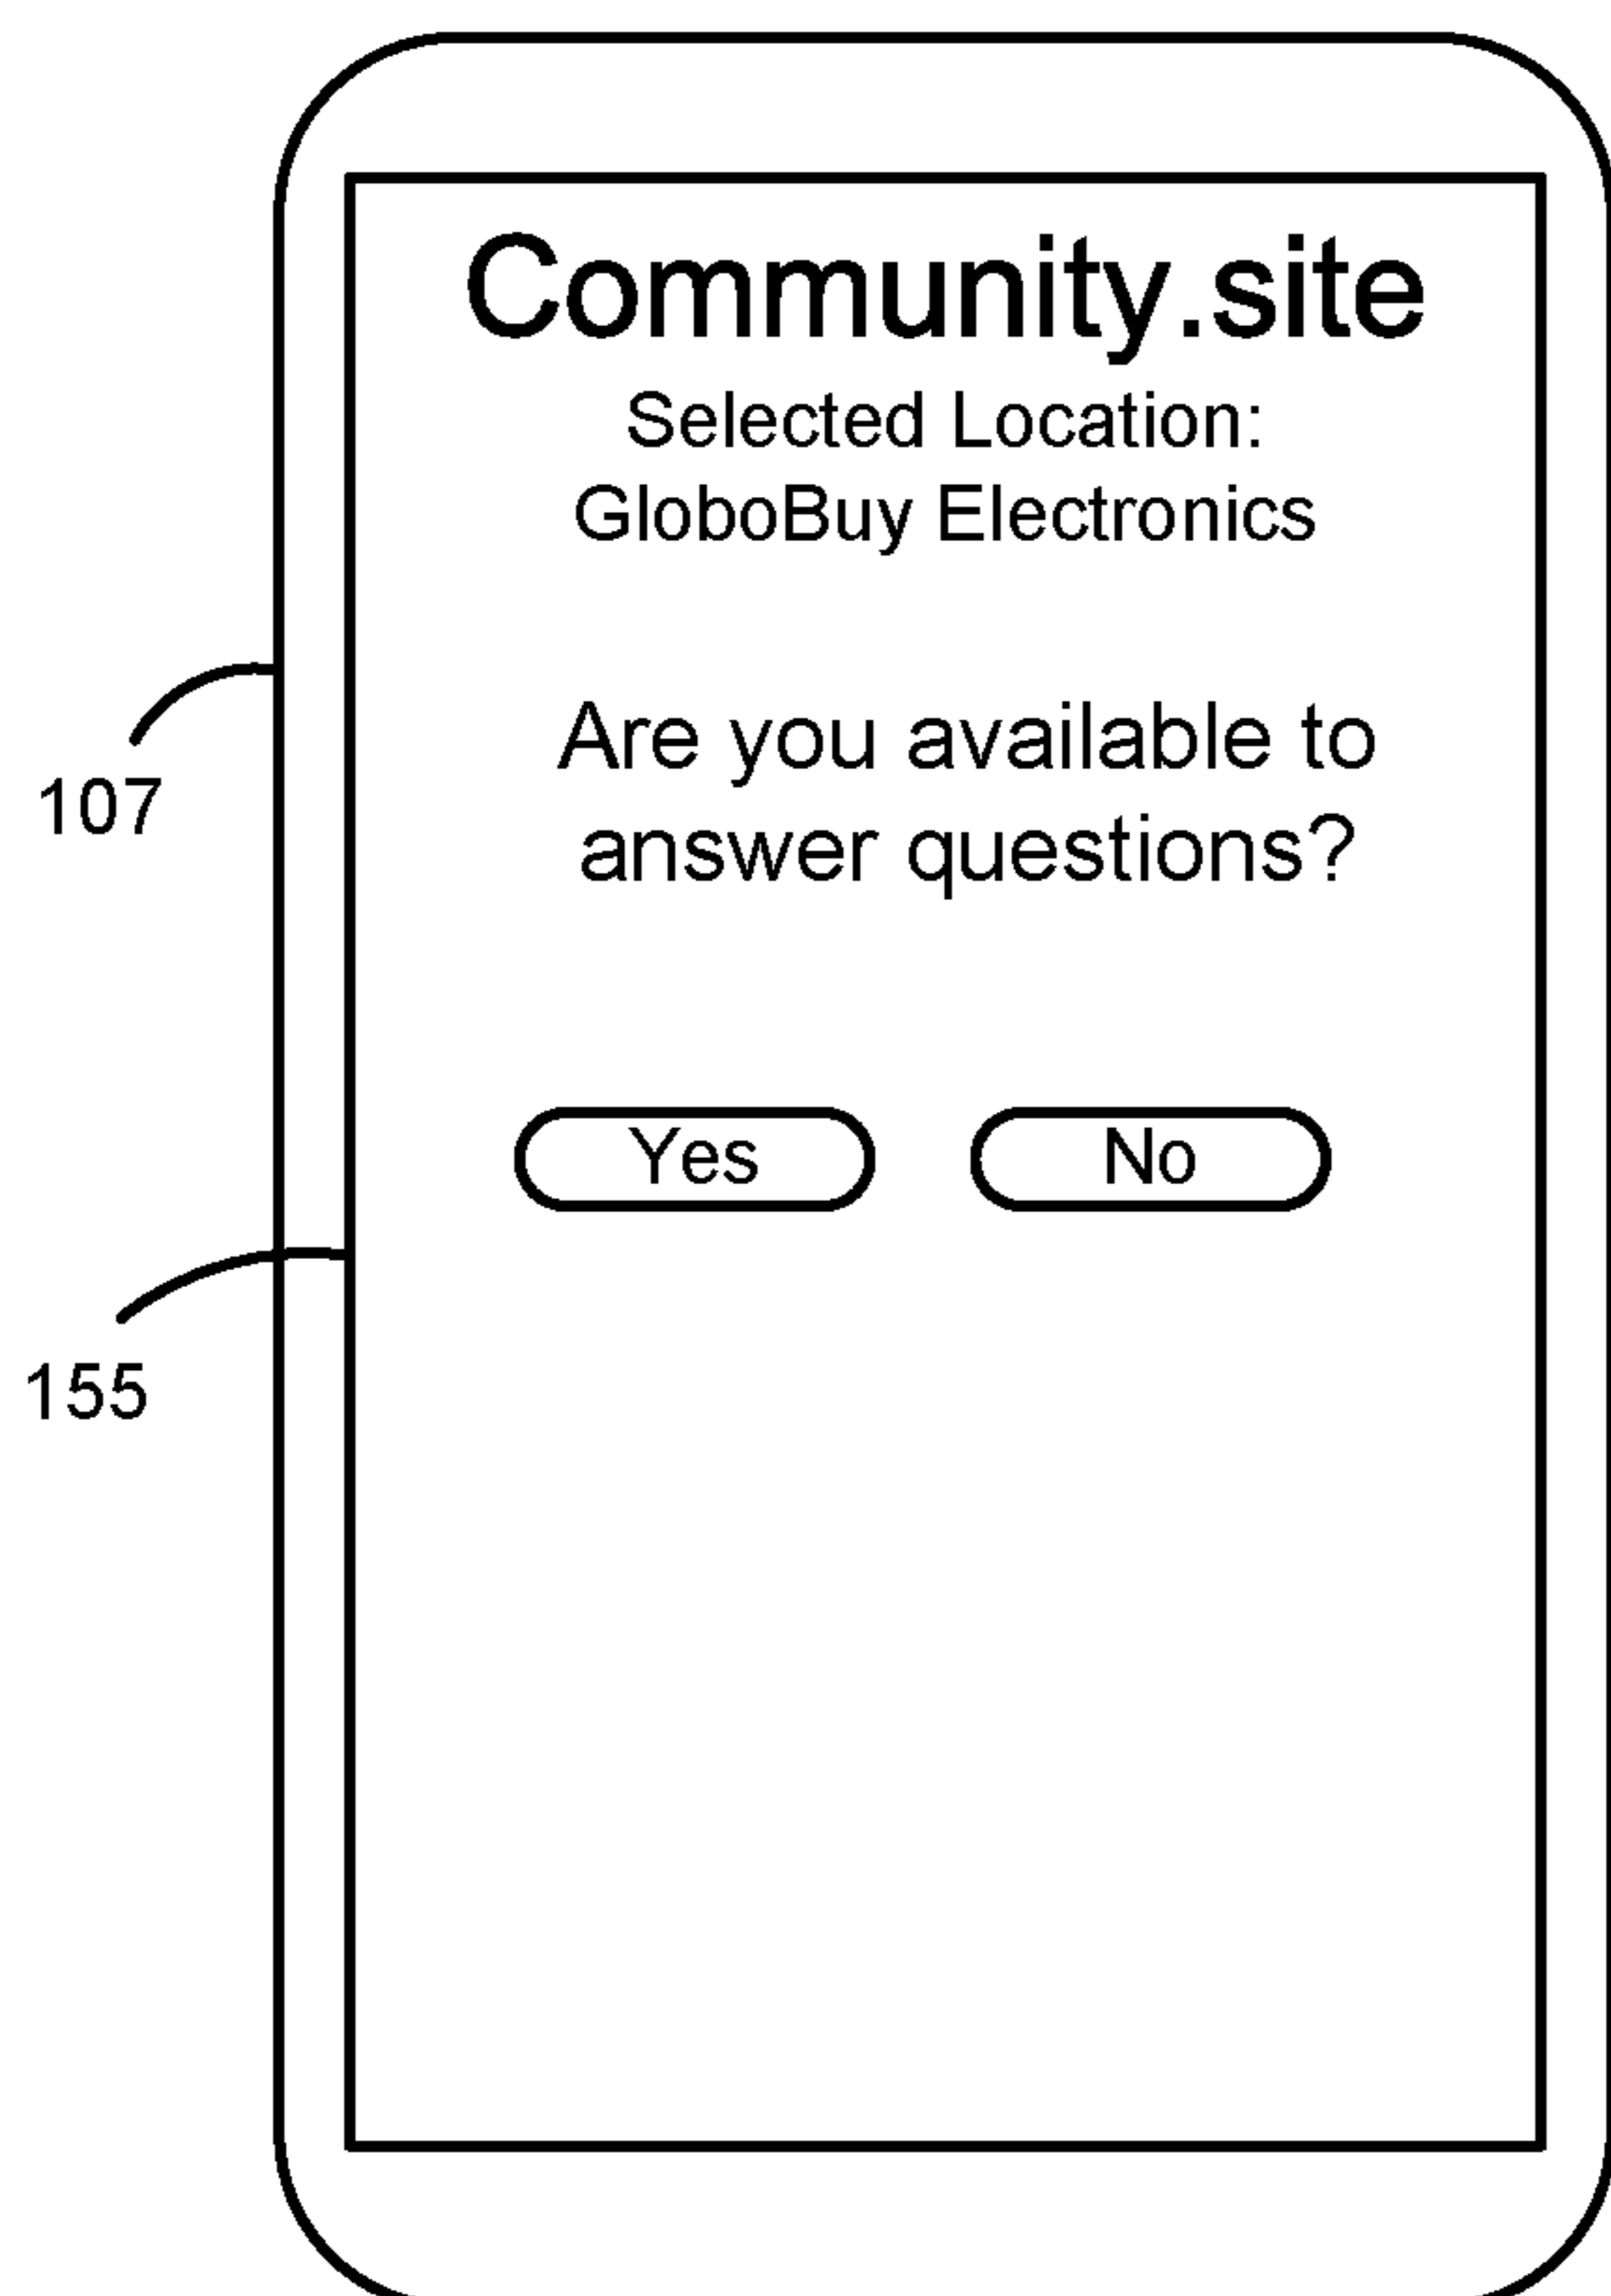 Community.site
Selected Location:
GloboBuy Electronics
Are you available to
answer questions?
Yes No
107
155